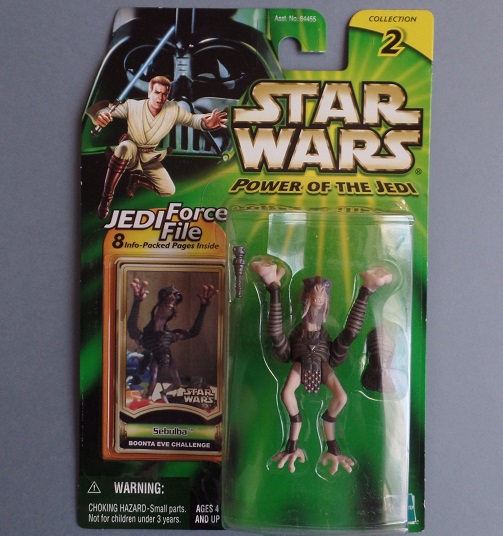 Asst. No. 84455
COLLECTION
2
STAR
WARS®
POWER OF THE JEDI
JEDI Force
File
8 Info-Packed Pages Inside
STAR
WARS
Sebulba™
BOONTA EVE CHALLENGE
WARNING:
CHOKING HAZARD-Small parts.
Not for children under 3 years.
AGES 4
AND UP